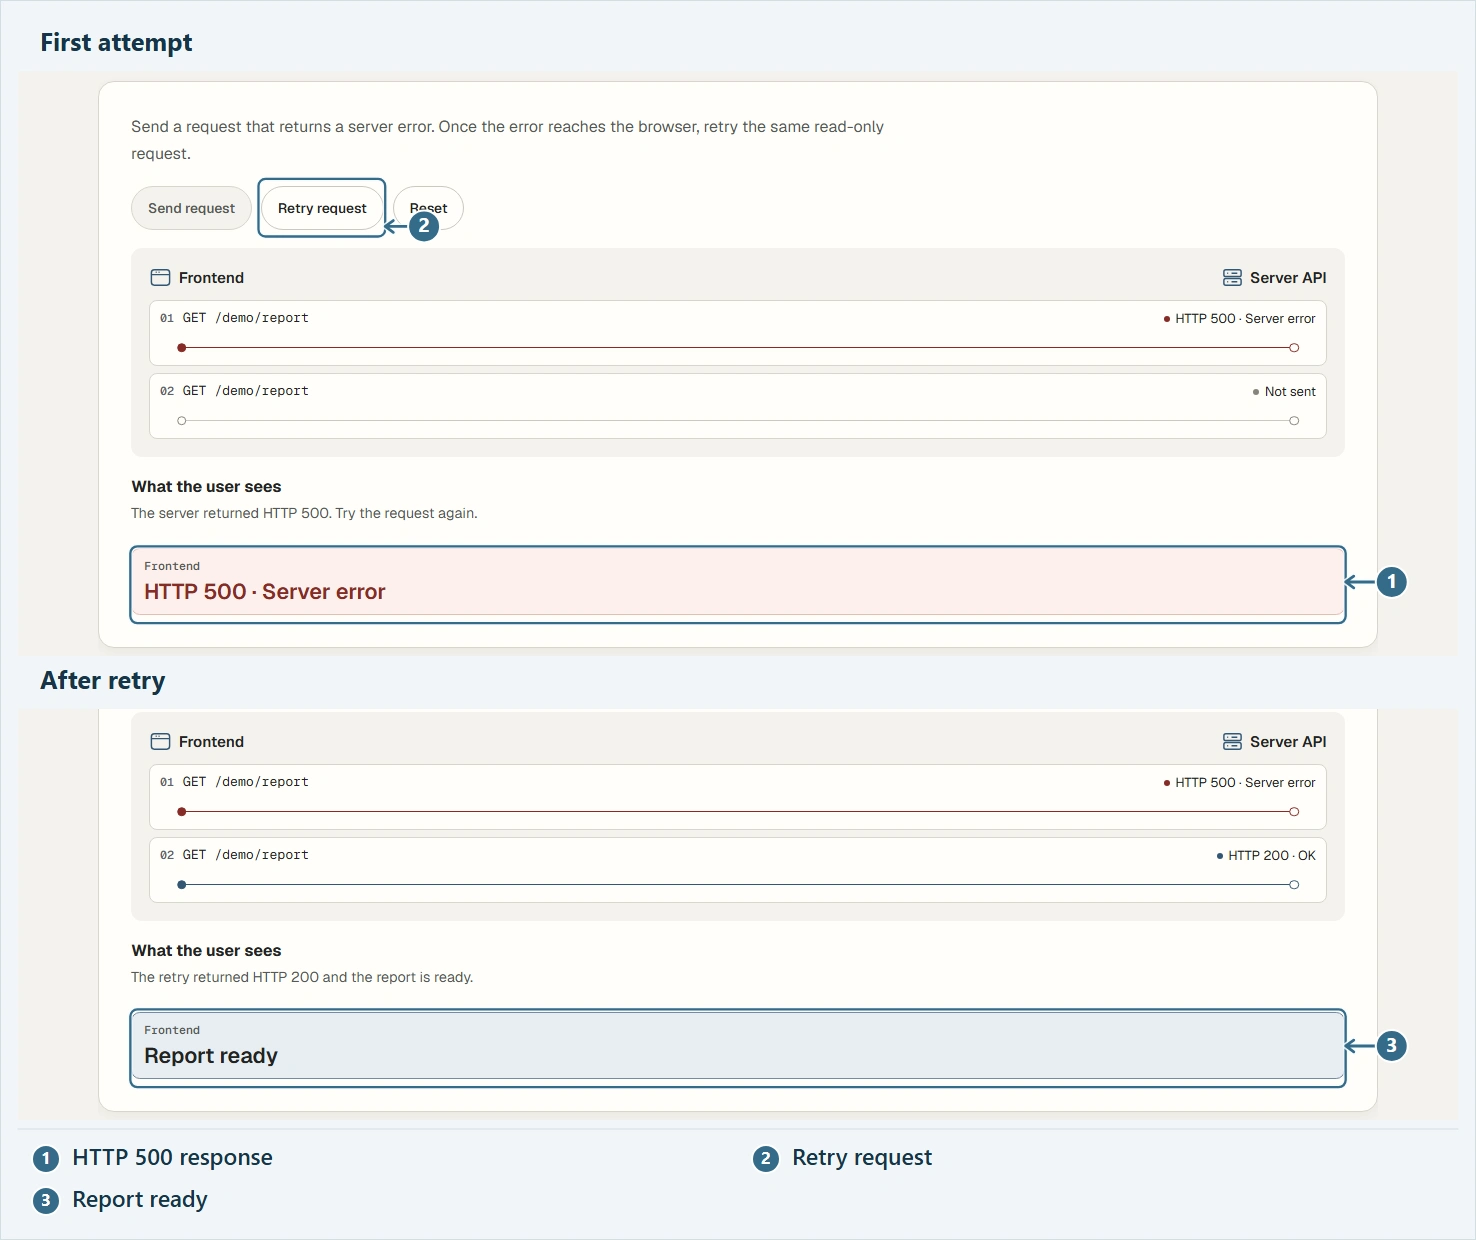 First attempt
Send a request that returns a server error. Once the error reaches the browser, retry the same read-only
request.
Send request
Retry request
Reset
2
Frontend
Server API
01 GET /demo/report
HTTP 500 · Server error
02 GET /demo/report
Not sent
What the user sees
The server returned HTTP 500. Try the request again.
Frontend
HTTP 500 · Server error
1
After retry
Frontend
Server API
01 GET /demo/report
HTTP 500 · Server error
02 GET /demo/report
HTTP 200 · OK
What the user sees
The retry returned HTTP 200 and the report is ready.
Frontend
Report ready
3
1 HTTP 500 response
2 Retry request
3 Report ready